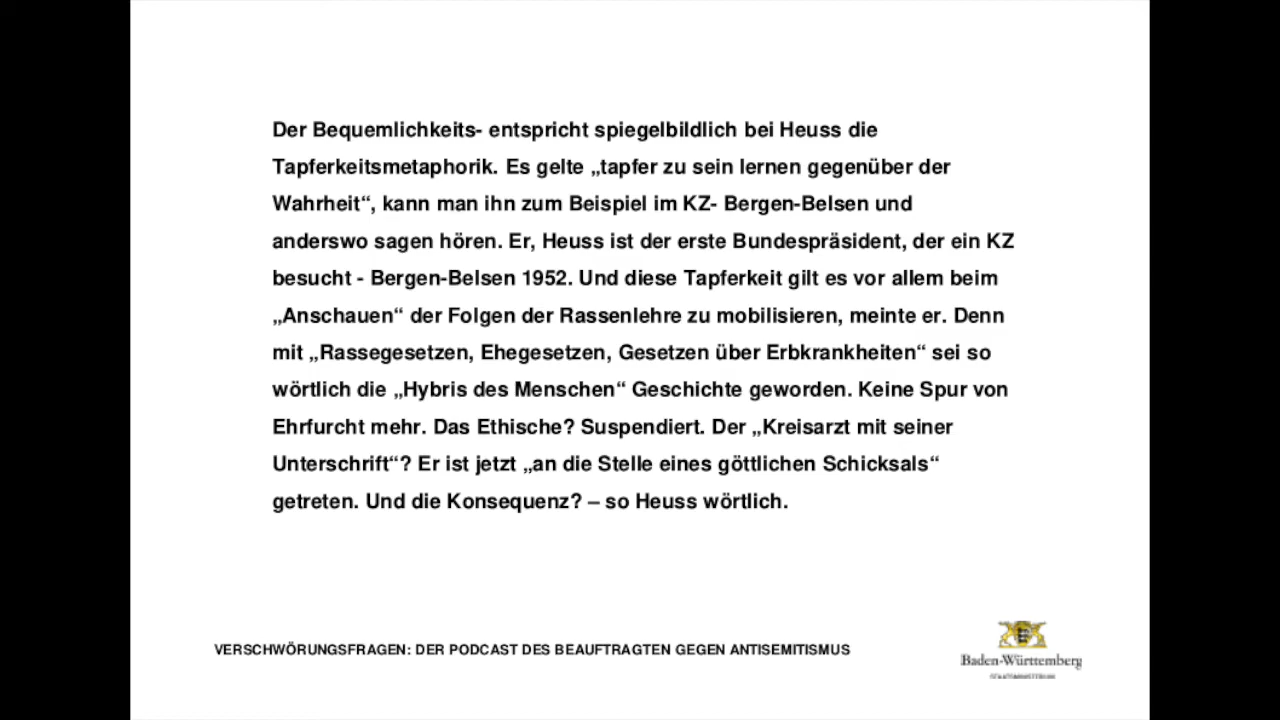 Der Bequemlichkeits- entspricht spiegelbildlich bei Heuss die
Tapferkeitsmetaphorik. Es gelte „tapfer zu sein lernen gegenüber der
Wahrheit“, kann man ihn zum Beispiel im KZ- Bergen-Belsen und
anderswo sagen hören. Er, Heuss ist der erste Bundespräsident, der ein KZ
besucht - Bergen-Belsen 1952. Und diese Tapferkeit gilt es vor allem beim
„Anschauen“ der Folgen der Rassenlehre zu mobilisieren, meinte er. Denn
mit „Rassegesetzen, Ehegesetzen, Gesetzen über Erbkrankheiten“ sei so
wörtlich die „Hybris des Menschen“ Geschichte geworden. Keine Spur von
Ehrfurcht mehr. Das Ethische? Suspendiert. Der „Kreisarzt mit seiner
Unterschrift“? Er ist jetzt „an die Stelle eines göttlichen Schicksals“
getreten. Und die Konsequenz? – so Heuss wörtlich.
VERSCHWÖRUNGSFRAGEN: DER PODCAST DES BEAUFTRAGTEN GEGEN ANTISEMITISMUS
Baden-Württemberg
STAATSMINISTERIUM